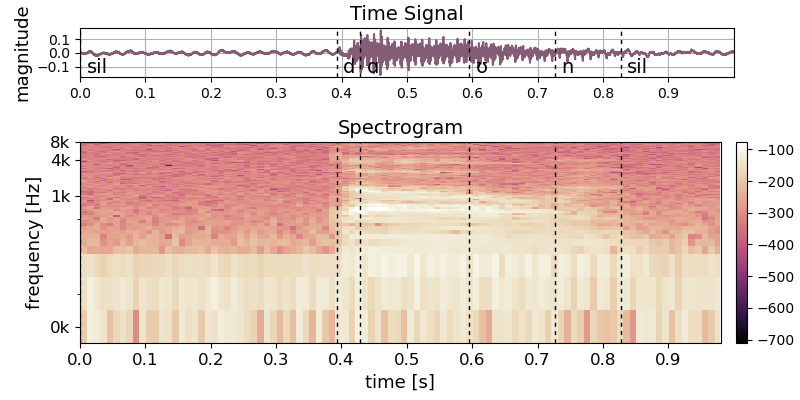 Time Signal
magnitude
0.1
0.0
−0.1
sil d ɑ ʊ n sil
0.0 0.1 0.2 0.3 0.4 0.5 0.6 0.7 0.8 0.9
Spectrogram
frequency [Hz]
8k
4k
1k
0k
0.0 0.1 0.2 0.3 0.4 0.5 0.6 0.7 0.8 0.9
time [s]
−100
−200
−300
−400
−500
−600
−700